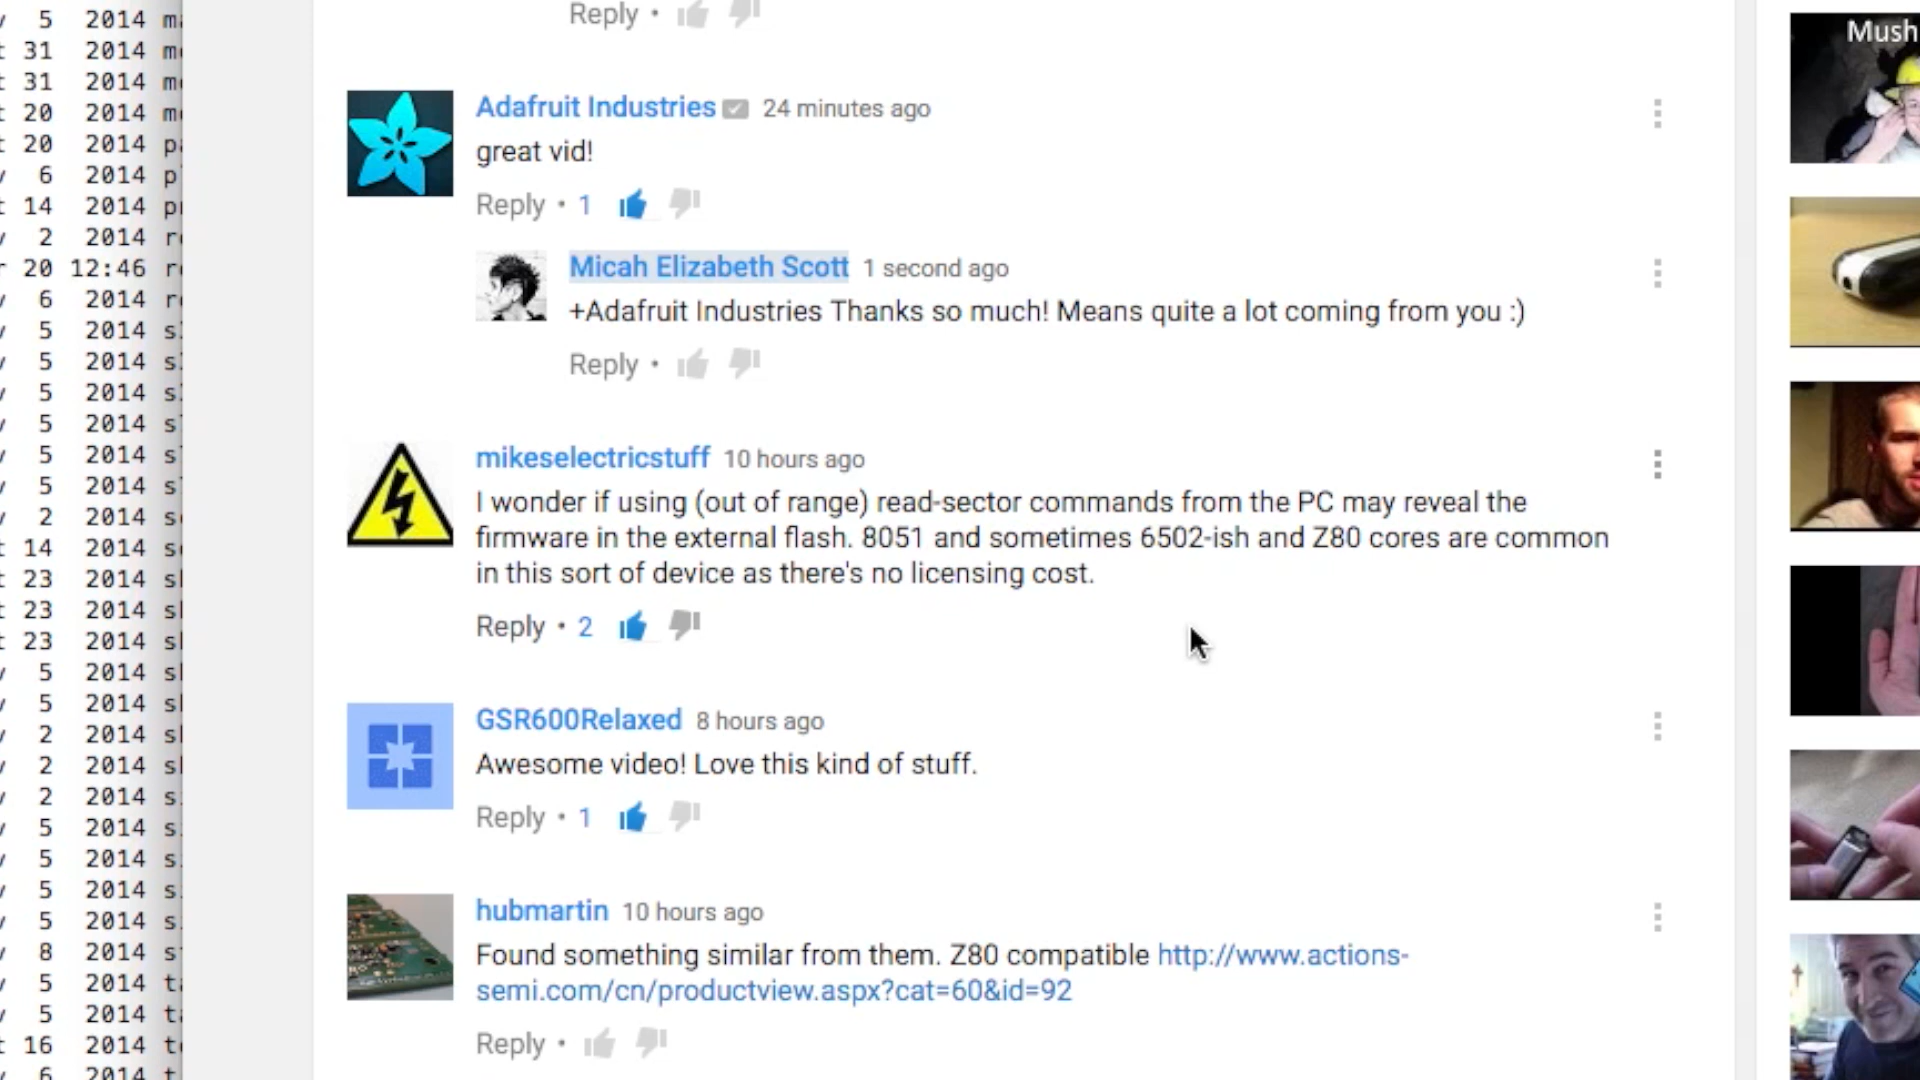 Reply •
Adafruit Industries 24 minutes ago
great vid!
Reply • 1
Micah Elizabeth Scott 1 second ago
+Adafruit Industries Thanks so much! Means quite a lot coming from you :)
Reply •
mikeselectricstuff 10 hours ago
I wonder if using (out of range) read-sector commands from the PC may reveal the
firmware in the external flash. 8051 and sometimes 6502-ish and Z80 cores are common
in this sort of device as there's no licensing cost.
Reply • 2
GSR600Relaxed 8 hours ago
Awesome video! Love this kind of stuff.
Reply • 1
hubmartin 10 hours ago
Found something similar from them. Z80 compatible http://www.actions-
semi.com/cn/productview.aspx?cat=60&id=92
Reply •
5 2014
31 2014
31 2014
20 2014
20 2014
6 2014
14 2014
2 2014
20 12:46
6 2014
5 2014
5 2014
5 2014
5 2014
5 2014
5 2014
2 2014
14 2014
23 2014
23 2014
23 2014
5 2014
5 2014
2 2014
2 2014
2 2014
5 2014
5 2014
5 2014
5 2014
8 2014
5 2014
5 2014
16 2014
6 2014
Mush